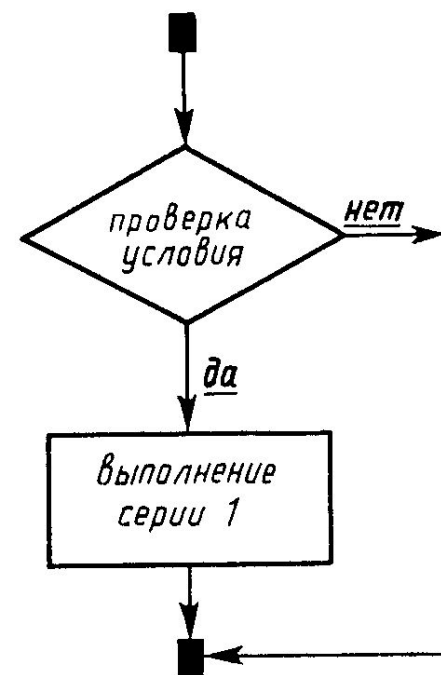 проверка
условия
нет
да
выполнение
серии 1